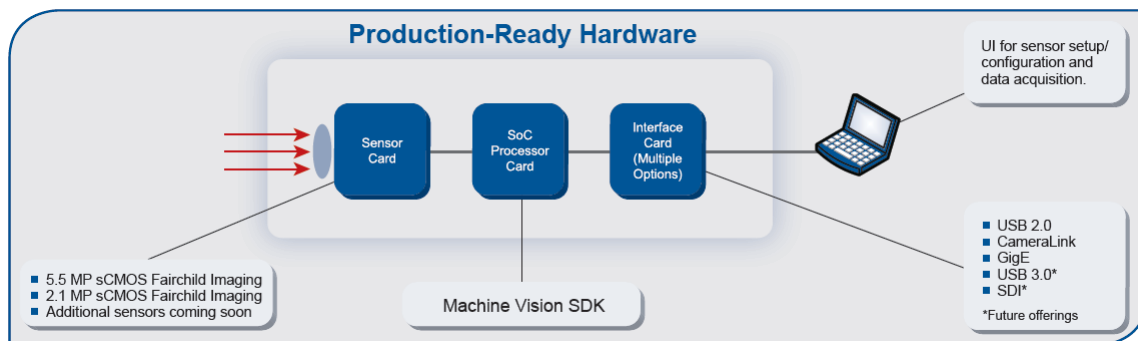 Production-Ready Hardware
UI for sensor setup/
configuration and
data acquisition.
Sensor
Card
SoC
Processor
Card
Interface
Card
(Multiple
Options)
5.5 MP sCMOS Fairchild Imaging
2.1 MP sCMOS Fairchild Imaging
Additional sensors coming soon
Machine Vision SDK
USB 2.0
CameraLink
GigE
USB 3.0*
SDI*
*Future offerings